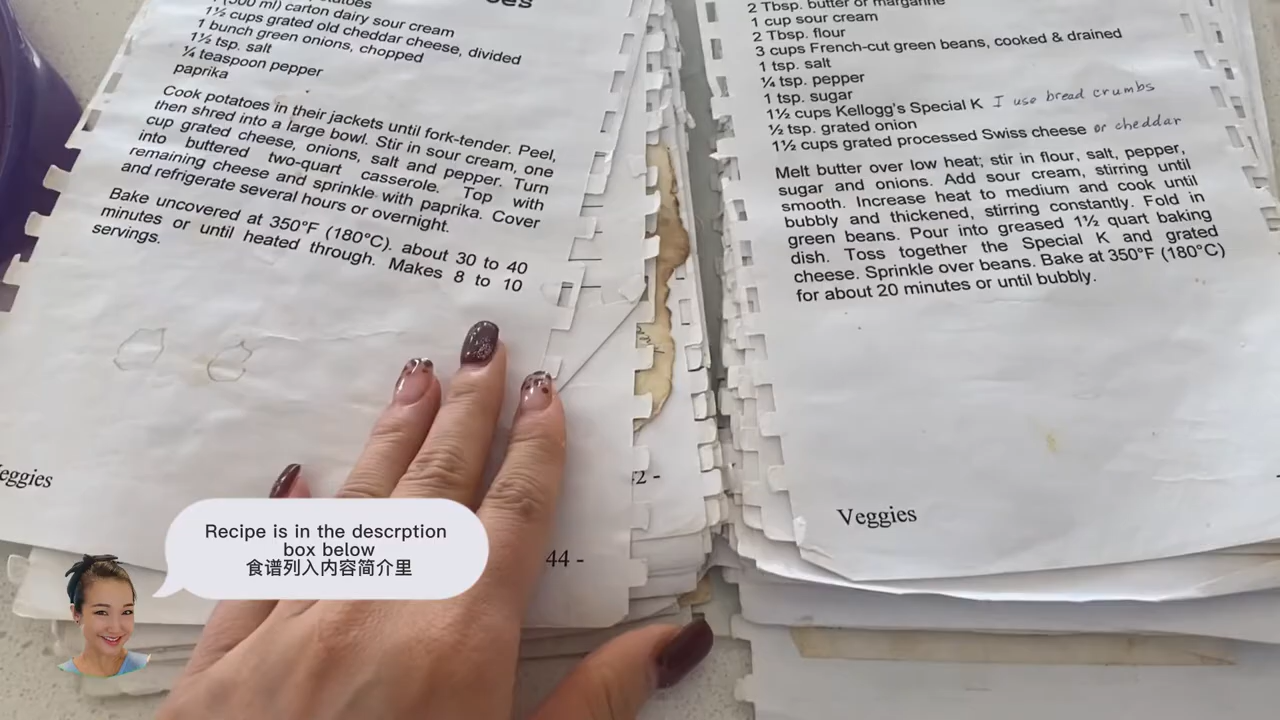 (500 ml) carton dairy sour cream
1½ cups grated old cheddar cheese, divided
1 bunch green onions, chopped
1½ tsp. salt
¼ teaspoon pepper
paprika
Cook potatoes in their jackets until fork-tender. Peel,
then shred into a large bowl. Stir in sour cream, one
cup grated cheese, onions, salt and pepper. Turn
into buttered two-quart casserole. Top with
remaining cheese and sprinkle with paprika. Cover
and refrigerate several hours or overnight.
Bake uncovered at 350°F (180°C). about 30 to 40
minutes or until heated through. Makes 8 to 10
servings.
eggies
44 -
2 -
2 Tbsp. butter or margarine
1 cup sour cream
2 Tbsp. flour
3 cups French-cut green beans, cooked & drained
1 tsp. salt
¼ tsp. pepper
1 tsp. sugar
1½ cups Kellogg's Special K I use bread crumbs
½ tsp. grated onion
1½ cups grated processed Swiss cheese or cheddar
Melt butter over low heat; stir in flour, salt, pepper,
sugar and onions. Add sour cream, stirring until
smooth. Increase heat to medium and cook until
bubbly and thickened, stirring constantly. Fold in
green beans. Pour into greased 1½ quart baking
dish. Toss together the Special K and grated
cheese. Sprinkle over beans. Bake at 350°F (180°C)
for about 20 minutes or until bubbly.
Veggies
Recipe is in the descrption
box below
食谱列入内容简介里